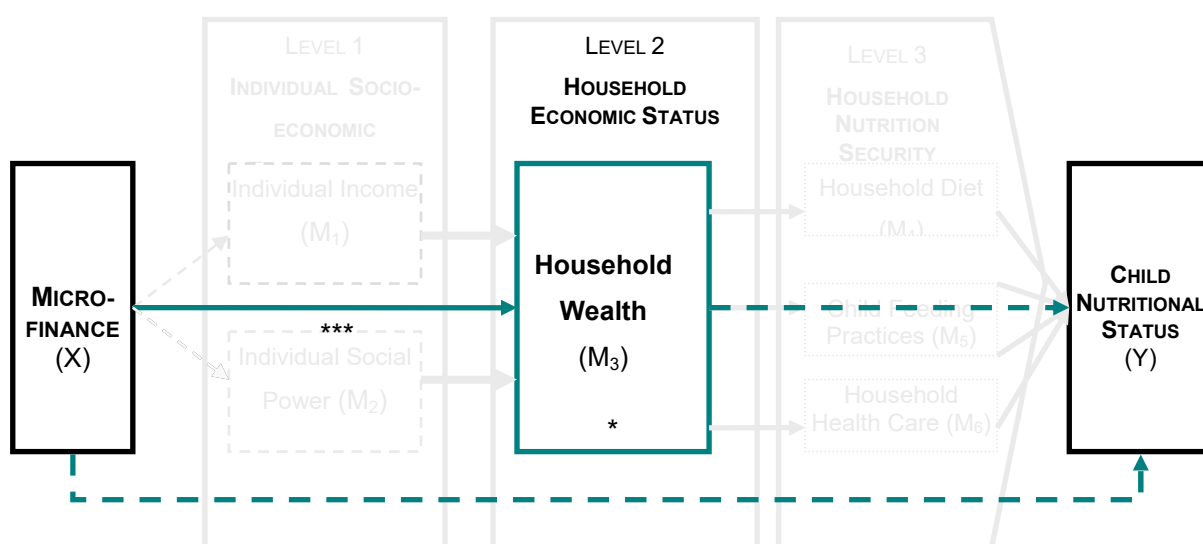 LEVEL 1
INDIVIDUAL SOCIO-
ECONOMIC
LEVEL 2
HOUSEHOLD
ECONOMIC STATUS
LEVEL 3
HOUSEHOLD
NUTRITION
SECURITY
MICRO-
FINANCE
(X)
Individual Income
(M1)
***
Individual Social
Power (M2)
Household
Wealth
(M3)
*
Household Diet
(M4)
Child Feeding
Practices (M5)
Household
Health Care (M6)
CHILD
NUTRITIONAL
STATUS
(Y)